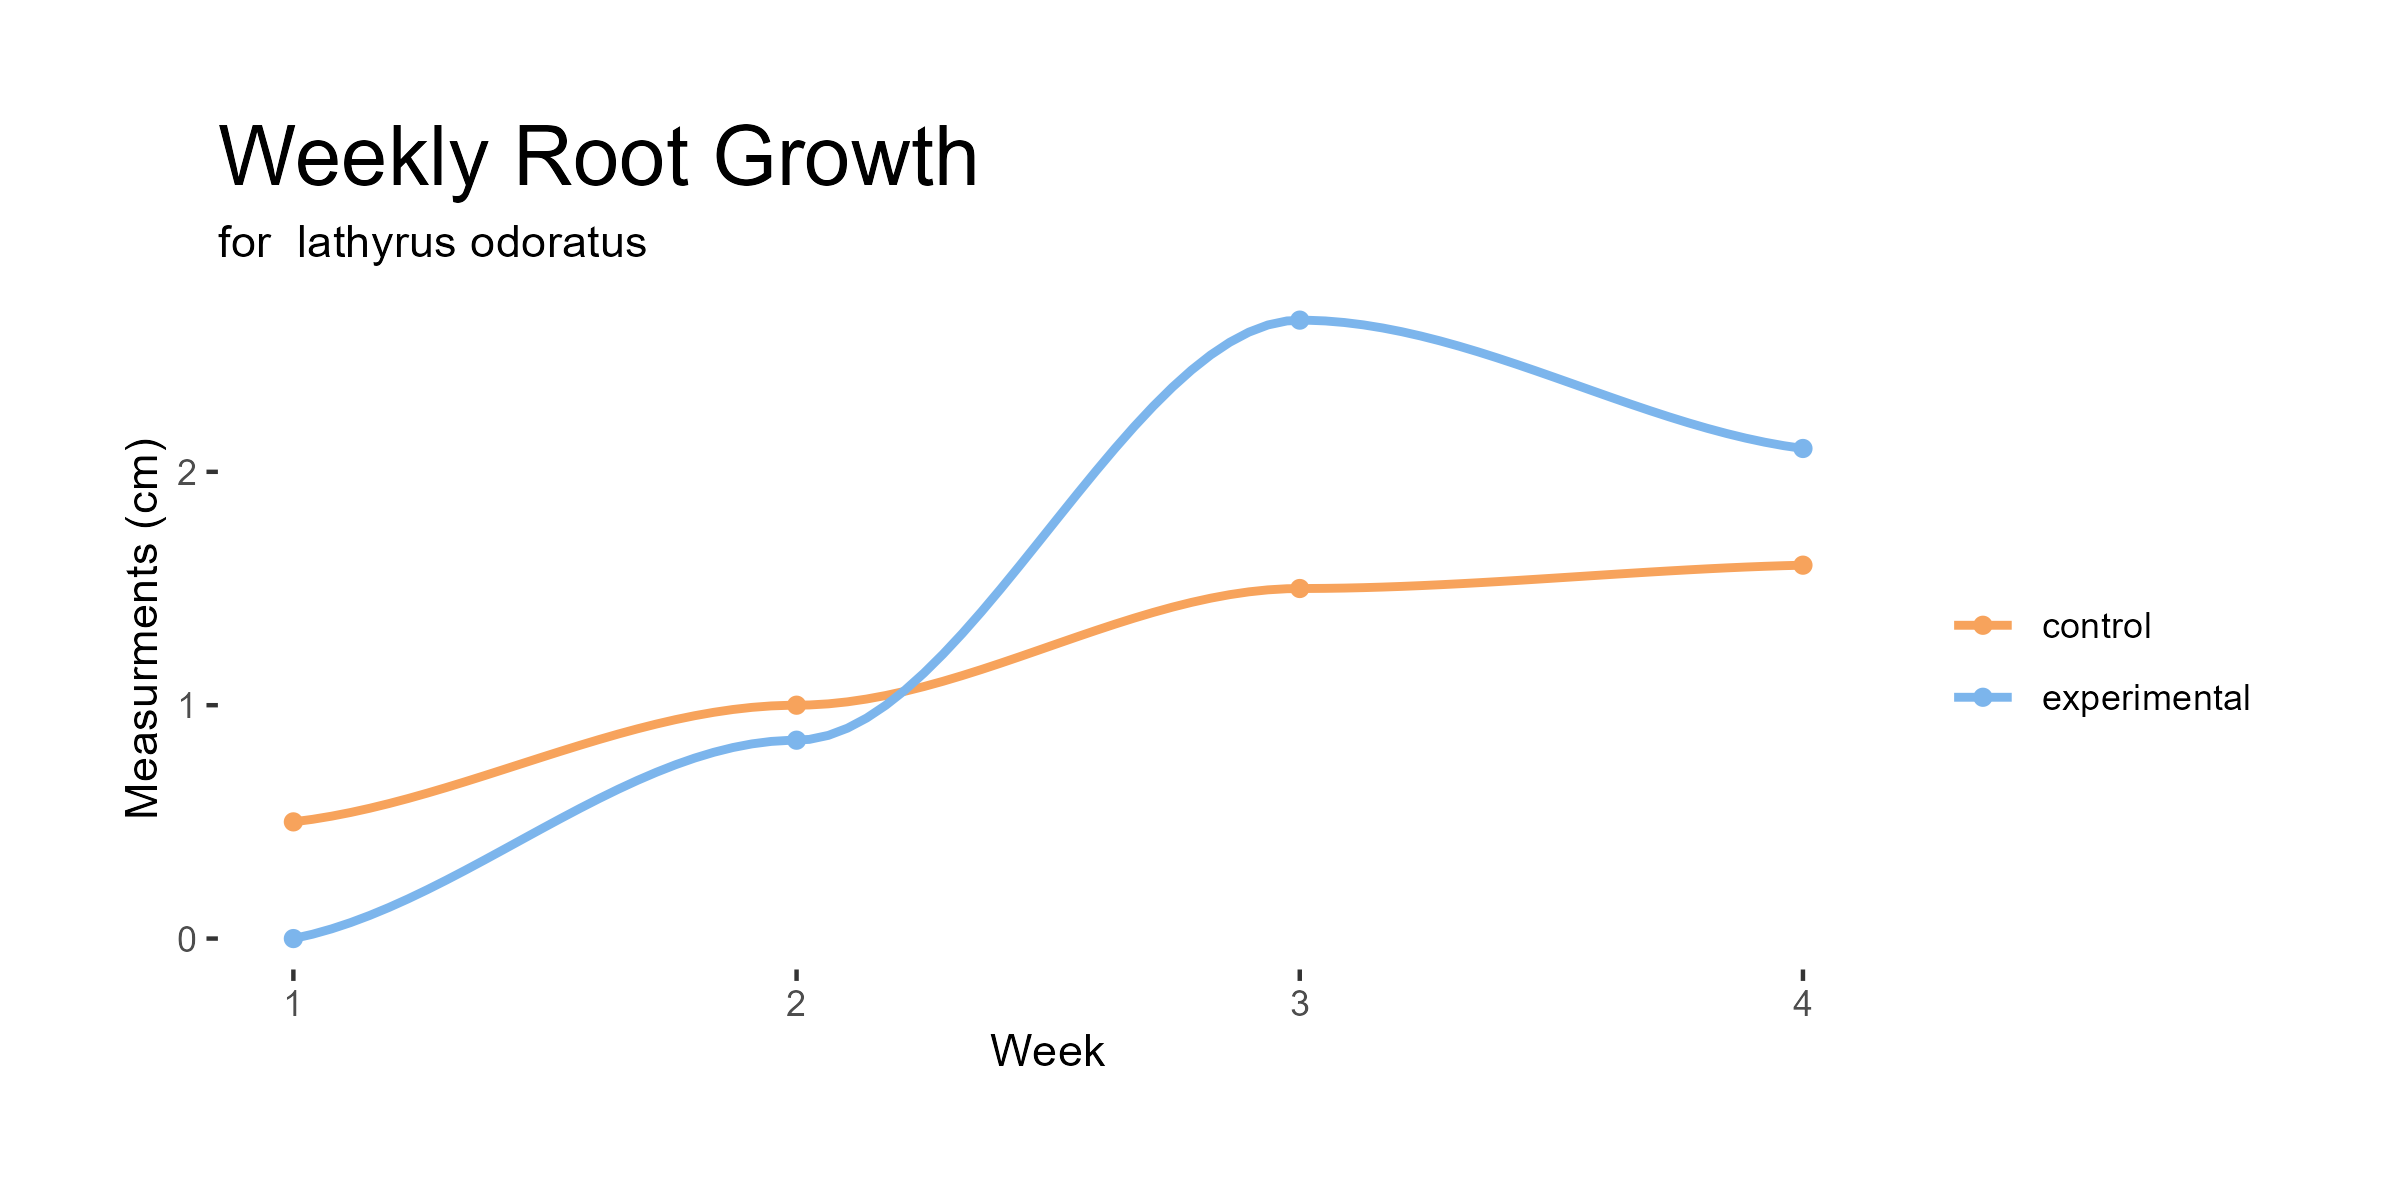 Weekly Root Growth
for  lathyrus odoratus
Measurments (cm)
2
1
0
1 2 3 4
Week
control
experimental